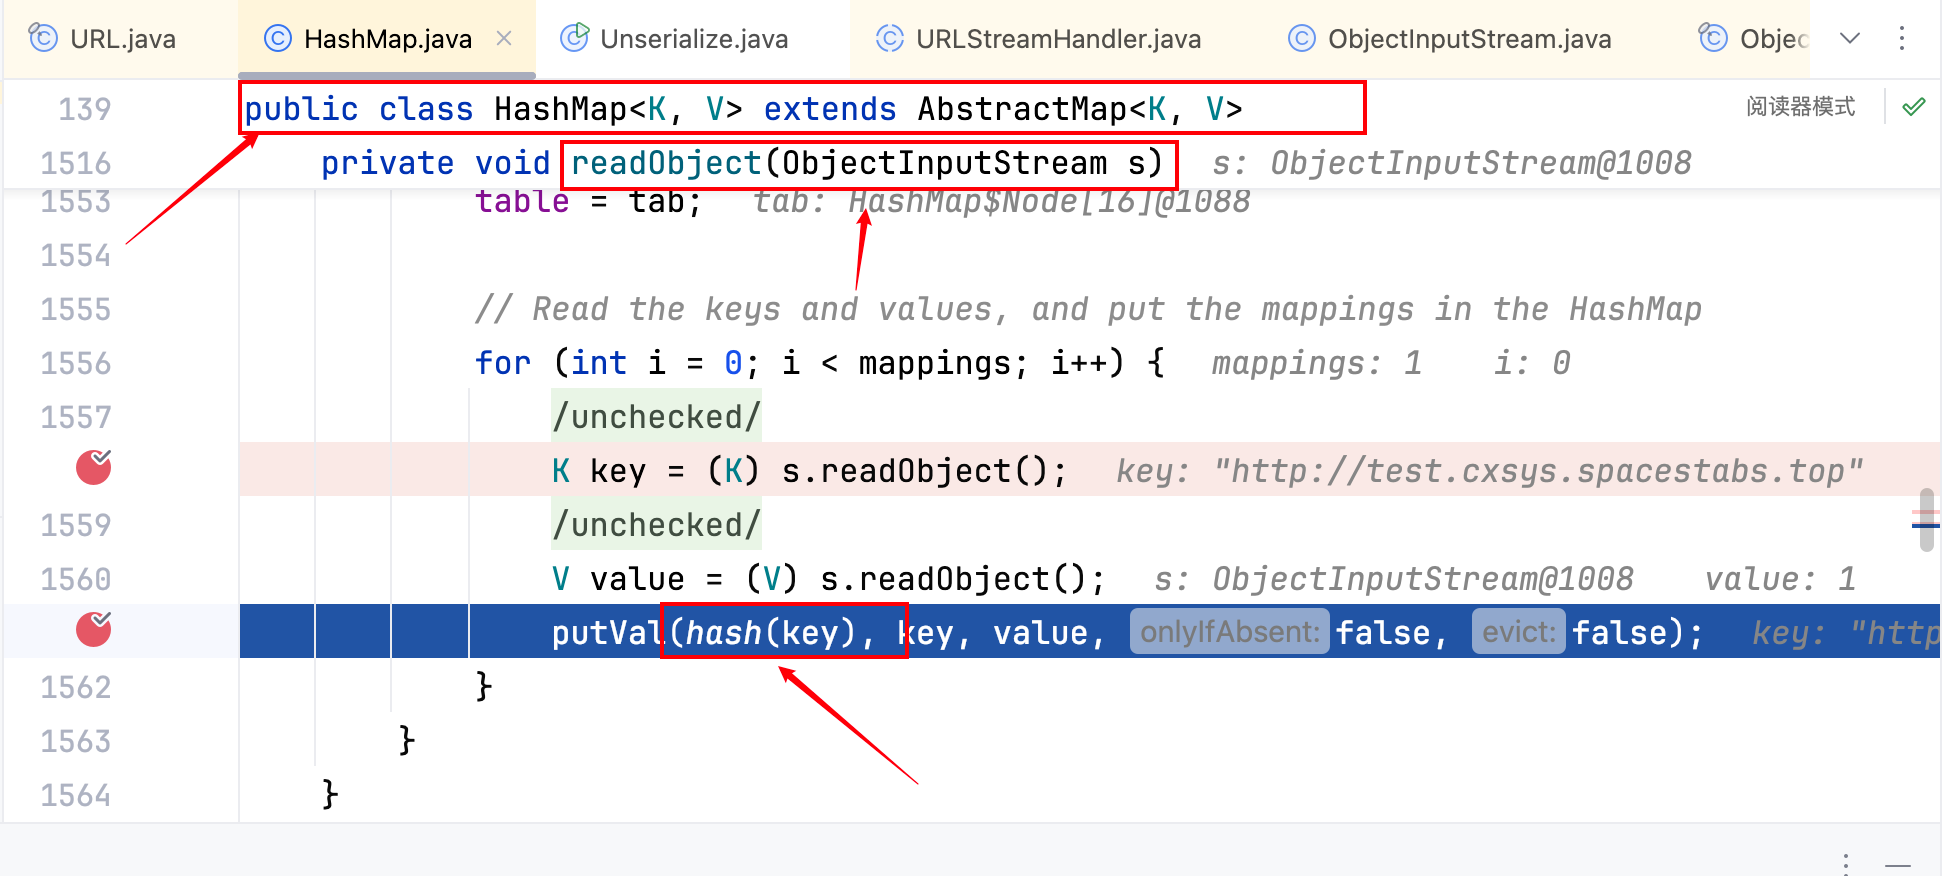 URL.java HashMap.java Unserialize.java URLStreamHandler.java ObjectInputStream.java Objec
139 public class HashMap<K, V> extends AbstractMap<K, V> 阅读器模式
1516 private void readObject(ObjectInputStream s) s: ObjectInputStream@1008
1553 table = tab; tab: HashMap$Node[16]@1088
1554
1555 // Read the keys and values, and put the mappings in the HashMap
1556 for (int i = 0; i < mappings; i++) { mappings: 1 i: 0
1557 /unchecked/
K key = (K) s.readObject(); key: "http://test.cxsys.spacestabs.top"
1559 /unchecked/
1560 V value = (V) s.readObject(); s: ObjectInputStream@1008 value: 1
putVal(hash(key), key, value, onlyIfAbsent: false, evict: false); key: "http
1562 }
1563 }
1564 }